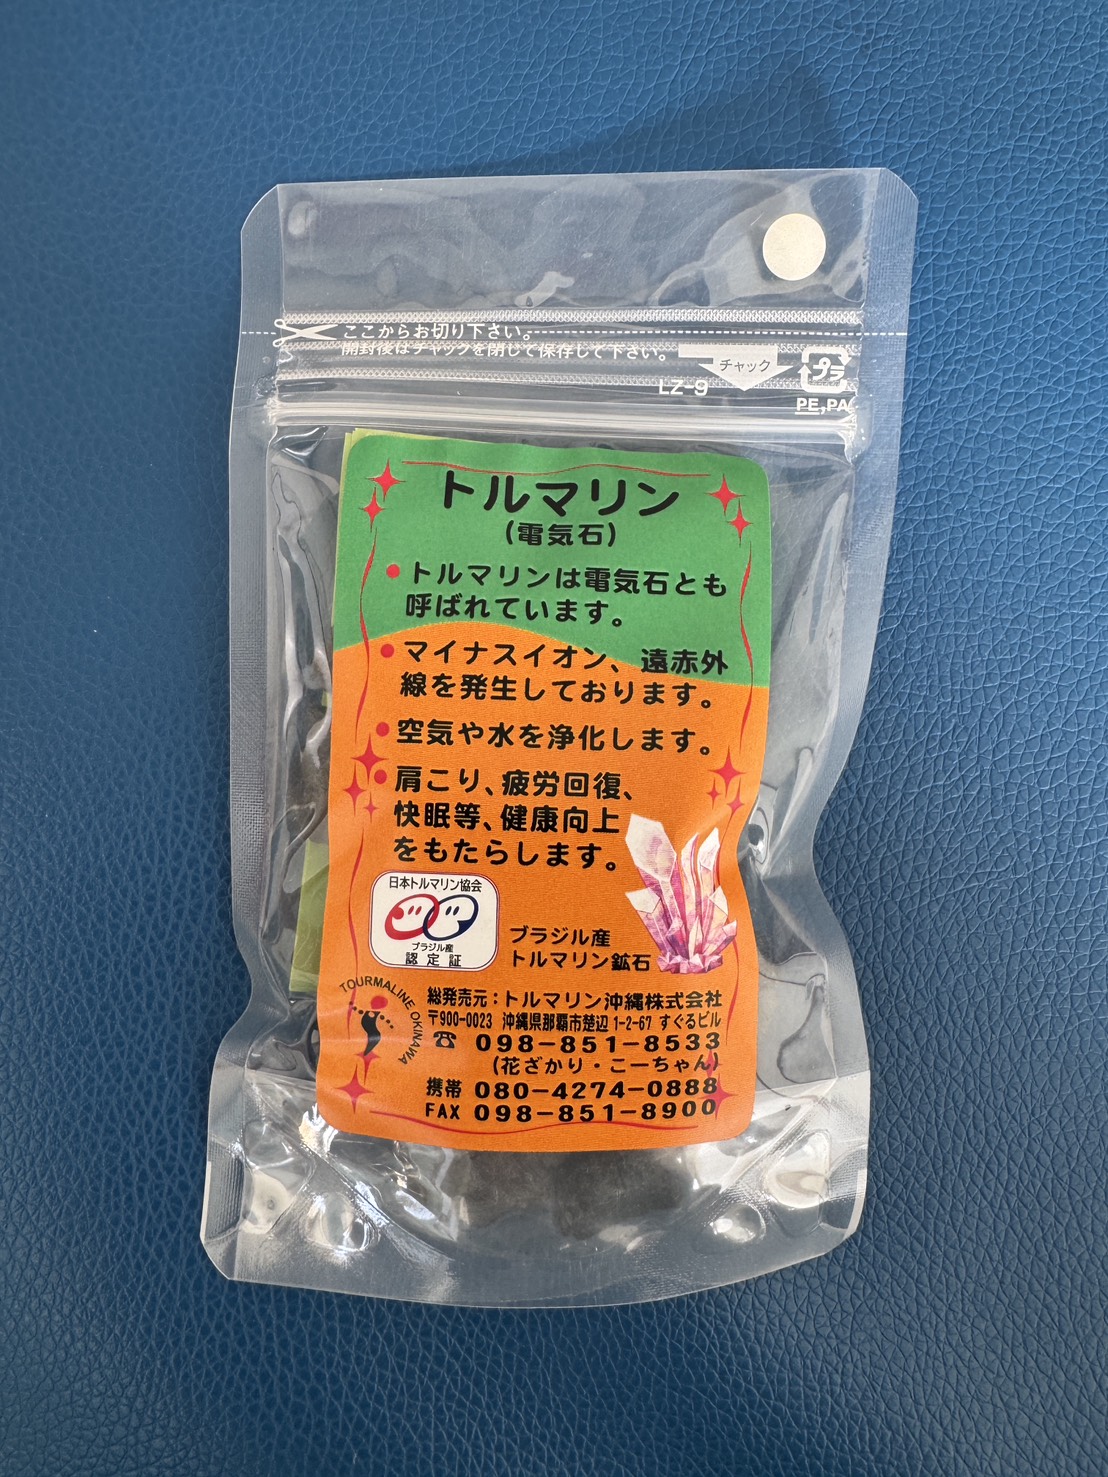 ここからお切り下さい。
開封後はチャックを閉じて保存して下さい。
チャック
LZ-9
プラ
PE,PA
トルマリン
(電気石)
●トルマリンは電気石とも
呼ばれています。
●マイナスイオン、遠赤外
線を発生しております。
●空気や水を浄化します。
●肩こり、疲労回復、
快眠等、健康向上
をもたらします。
日本トルマリン協会
ブラジル産
認定証
ブラジル産
トルマリン鉱石
TOURMALINE OKINAWA
総発売元:トルマリン沖縄株式会社
〒900-0023 沖縄県那覇市楚辺1-2-67 すぐるビル
☎ 098-851-8533
(花ざかり・こーちゃん)
携帯 080-4274-0888
FAX 098-851-8900